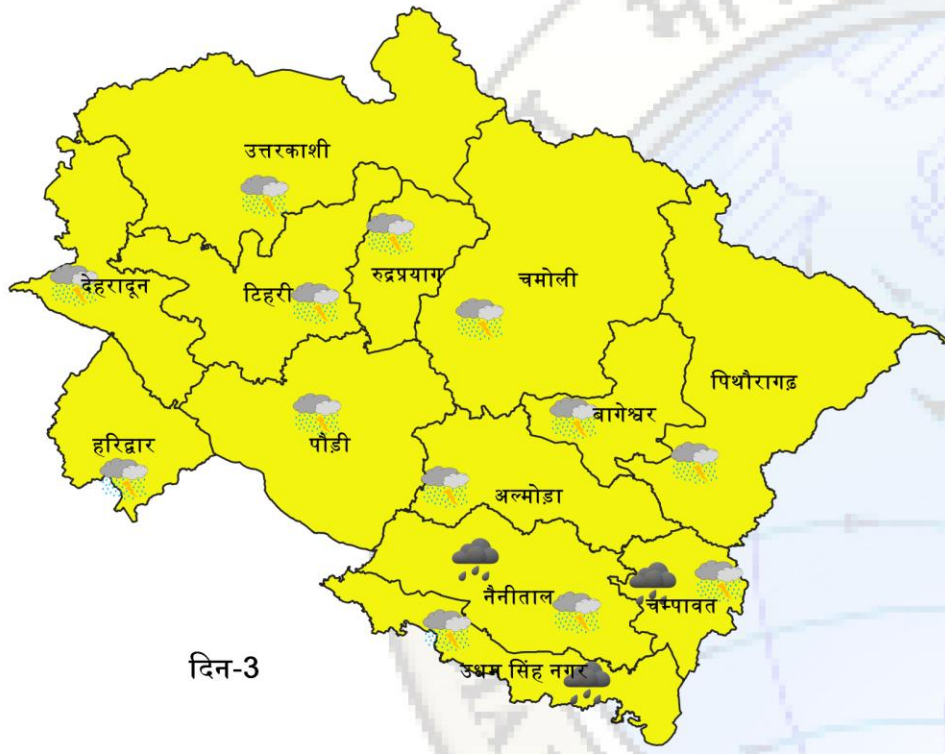 उत्तरकाशी
रुद्रप्रयाग
चमोली
देहरादून
टिहरी
पिथौरागढ़
बागेश्वर
हरिद्वार
पौड़ी
अल्मोड़ा
नैनीताल
चम्पावत
उधम सिंह नगर
दिन-3